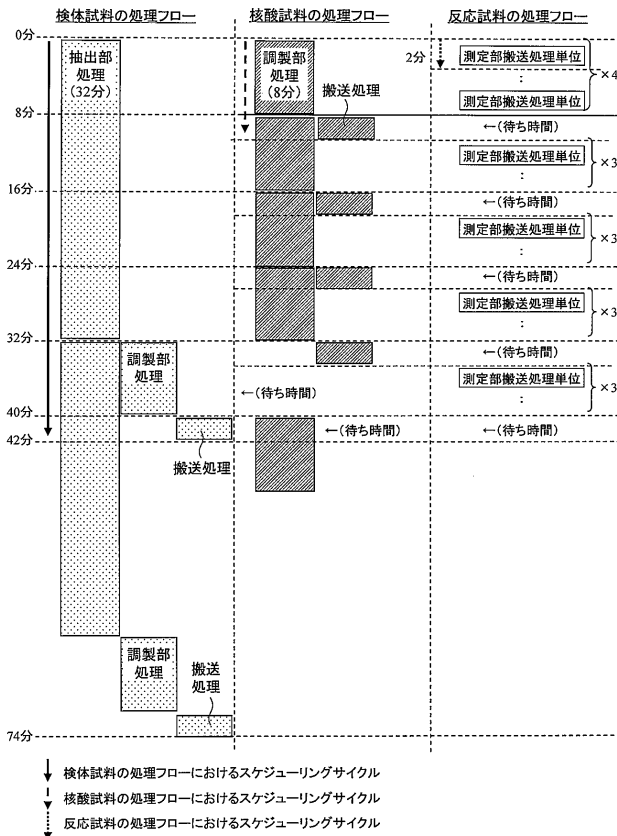 検体試料の処理フロー
核酸試料の処理フロー
反応試料の処理フロー
0分
抽出部
処理
(32分)
調製部
処理
(8分)
搬送処理
2分
測定部搬送処理単位
:
測定部搬送処理単位
×4
8分
←(待ち時間)
測定部搬送処理単位
:
×3
16分
←(待ち時間)
測定部搬送処理単位
:
×3
24分
←(待ち時間)
測定部搬送処理単位
:
×3
32分
調製部
処理
←(待ち時間)
←(待ち時間)
測定部搬送処理単位
:
×3
40分
←(待ち時間)
←(待ち時間)
42分
搬送処理
調製部
処理
搬送
処理
74分
検体試料の処理フローにおけるスケジューリングサイクル
核酸試料の処理フローにおけるスケジューリングサイクル
反応試料の処理フローにおけるスケジューリングサイクル